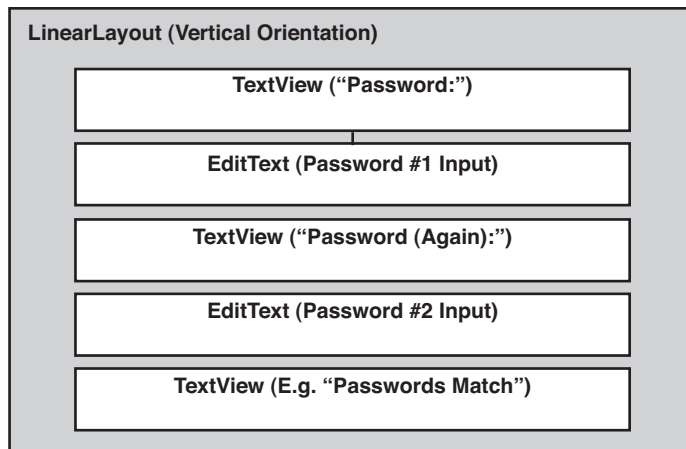 LinearLayout (Vertical Orientation)
TextView (“Password:”)
EditText (Password #1 Input)
TextView (“Password (Again):”)
EditText (Password #2 Input)
TextView (E.g. “Passwords Match”)